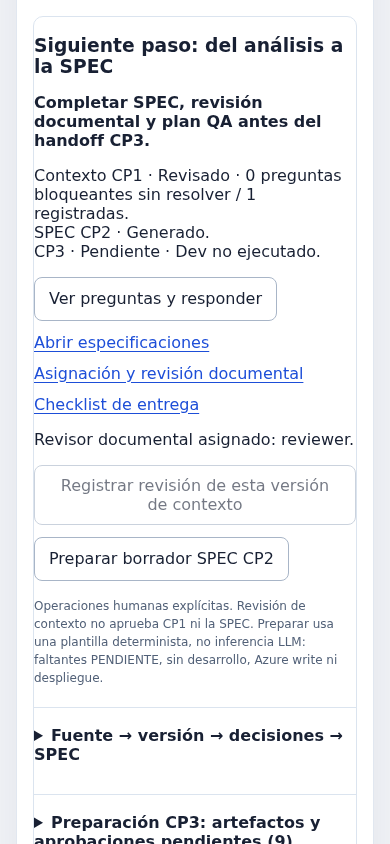 Siguiente paso: del análisis a
la SPEC
Completar SPEC, revisión
documental y plan QA antes del
handoff CP3.
Contexto CP1 · Revisado · 0 preguntas
bloqueantes sin resolver / 1
registradas.
SPEC CP2 · Generado.
CP3 · Pendiente · Dev no ejecutado.
Ver preguntas y responder
Abrir especificaciones
Asignación y revisión documental
Checklist de entrega
Revisor documental asignado: reviewer.
Registrar revisión de esta versión
de contexto
Preparar borrador SPEC CP2
Operaciones humanas explícitas. Revisión de
contexto no aprueba CP1 ni la SPEC. Preparar usa
una plantilla determinista, no inferencia LLM:
faltantes PENDIENTE, sin desarrollo, Azure write ni
despliegue.
▶ Fuente → versión → decisiones →
SPEC
▶ Preparación CP3: artefactos y
aprobaciones pendientes (9)